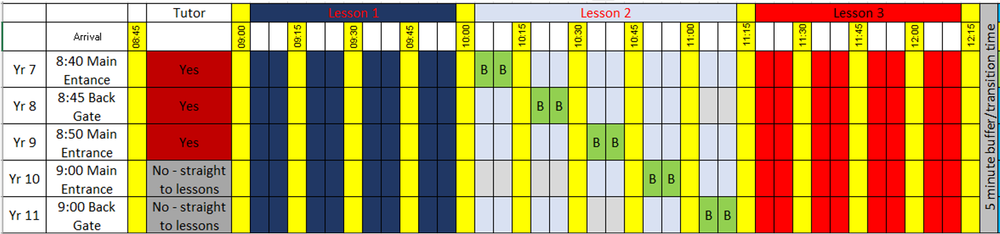 Tutor Lesson 1 Lesson 2 Lesson 3
Arrival 08:45 09:00 09:15 09:30 09:45 10:00 10:15 10:30 10:45 11:00 11:15 11:30 11:45 12:00 12:15
Yr 7 8:40 Main Entance Yes B B
Yr 8 8:45 Back Gate Yes B B
Yr 9 8:50 Main Entrance Yes B B
Yr 10 9:00 Main Entrance No - straight to lessons B B
Yr 11 9:00 Back Gate No - straight to lessons B B
5 minute buffer/transition time